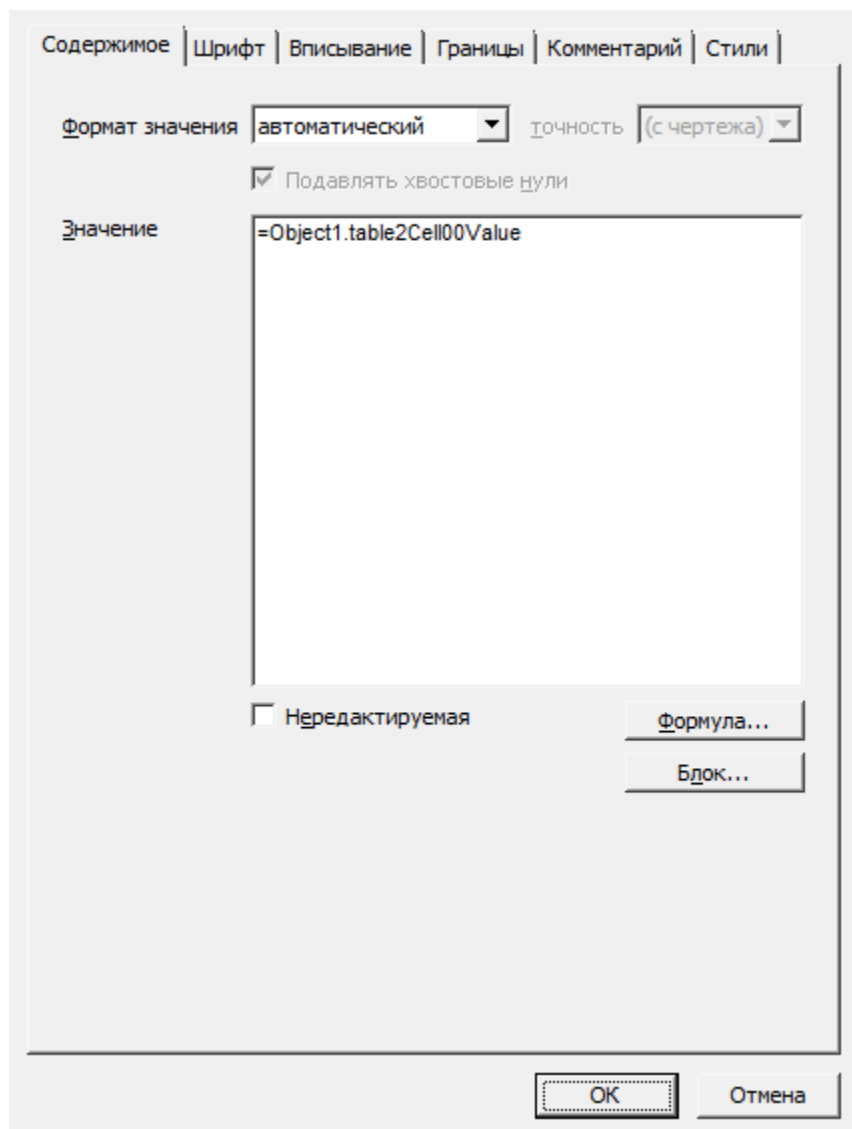 Содержимое Шрифт Вписывание Границы Комментарий Стили
Формат значения автоматический точность (с чертежа)
Подавлять хвостовые нули
Значение =Object1.table2Cell00Value
Нередактируемая Формула...
Блок...
OK Отмена